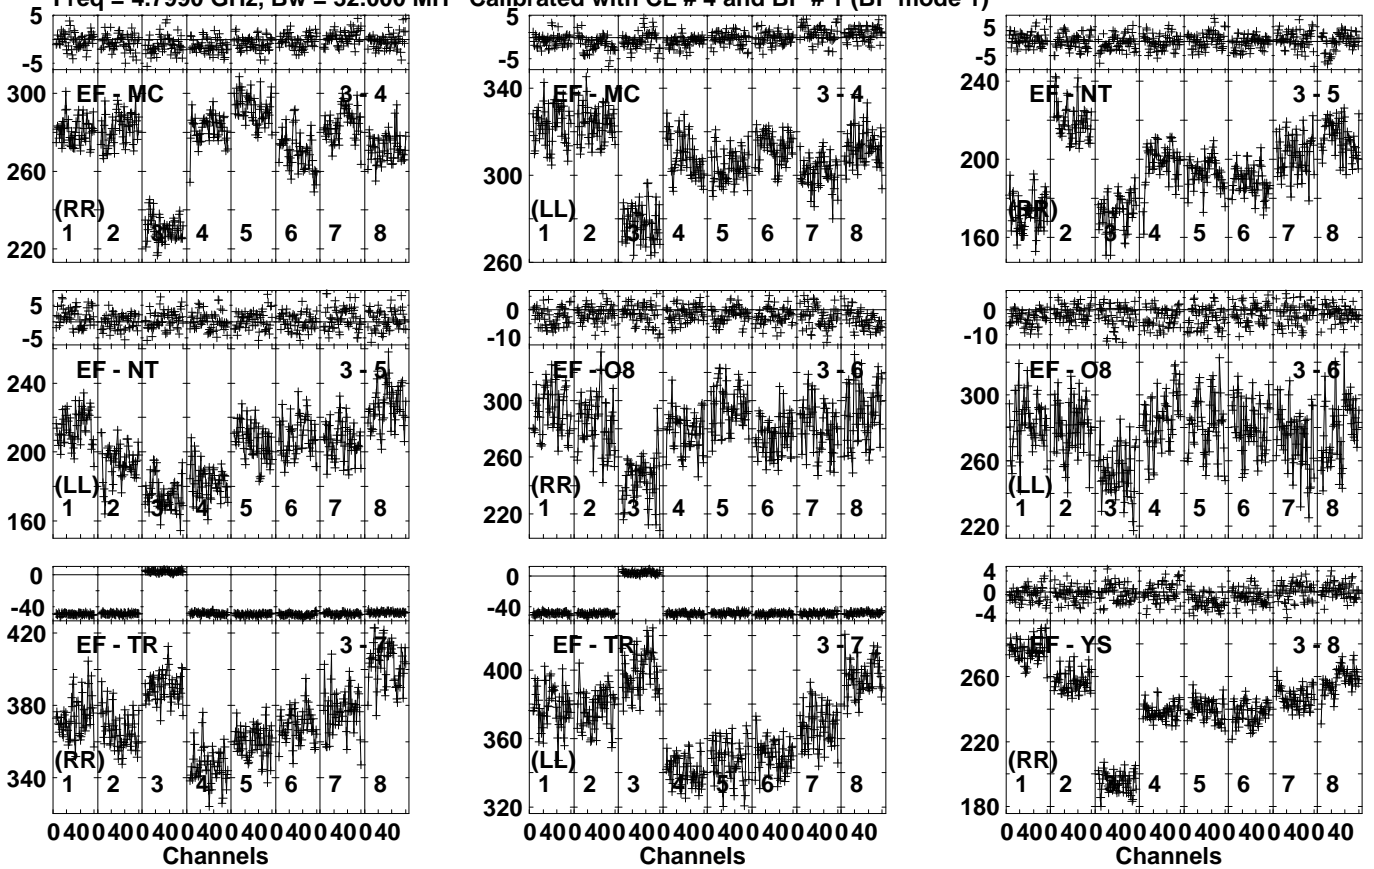 Freq = 4.7990 GHz, Bw = 32.000 MH Calibrated with CL # 4 and BP # 1 (BP mode 1)
5
-5
300
260
220
EF - MC 3 - 4
(RR)
1 2 3 4 5 6 7 8
5
-5
340
300
260
EF - MC 3 - 4
(LL)
1 2 3 4 5 6 7 8
5
-5
240
200
160
EF - NT 3 - 5
(RR)
1 2 3 4 5 6 7 8
5
-5
240
200
160
EF - NT 3 - 5
(LL)
1 2 3 4 5 6 7 8
0
-10
300
260
220
EF - O8 3 - 6
(RR)
1 2 3 4 5 6 7 8
0
-10
300
260
220
EF - O8 3 - 6
(LL)
1 2 3 4 5 6 7 8
0
-40
420
380
340
EF - TR 3 - 7
(RR)
1 2 3 4 5 6 7 8
0 40 0 40 0 40 0 40 0 40 0 40 0 40 0 40
Channels
0
-40
400
360
320
EF - TR 3 - 7
(LL)
1 2 3 4 5 6 7 8
0 40 0 40 0 40 0 40 0 40 0 40 0 40 0 40
Channels
4
0
-4
260
220
180
EF - YS 3 - 8
(RR)
1 2 3 4 5 6 7 8
0 40 0 40 0 40 0 40 0 40 0 40 0 40 0 40
Channels